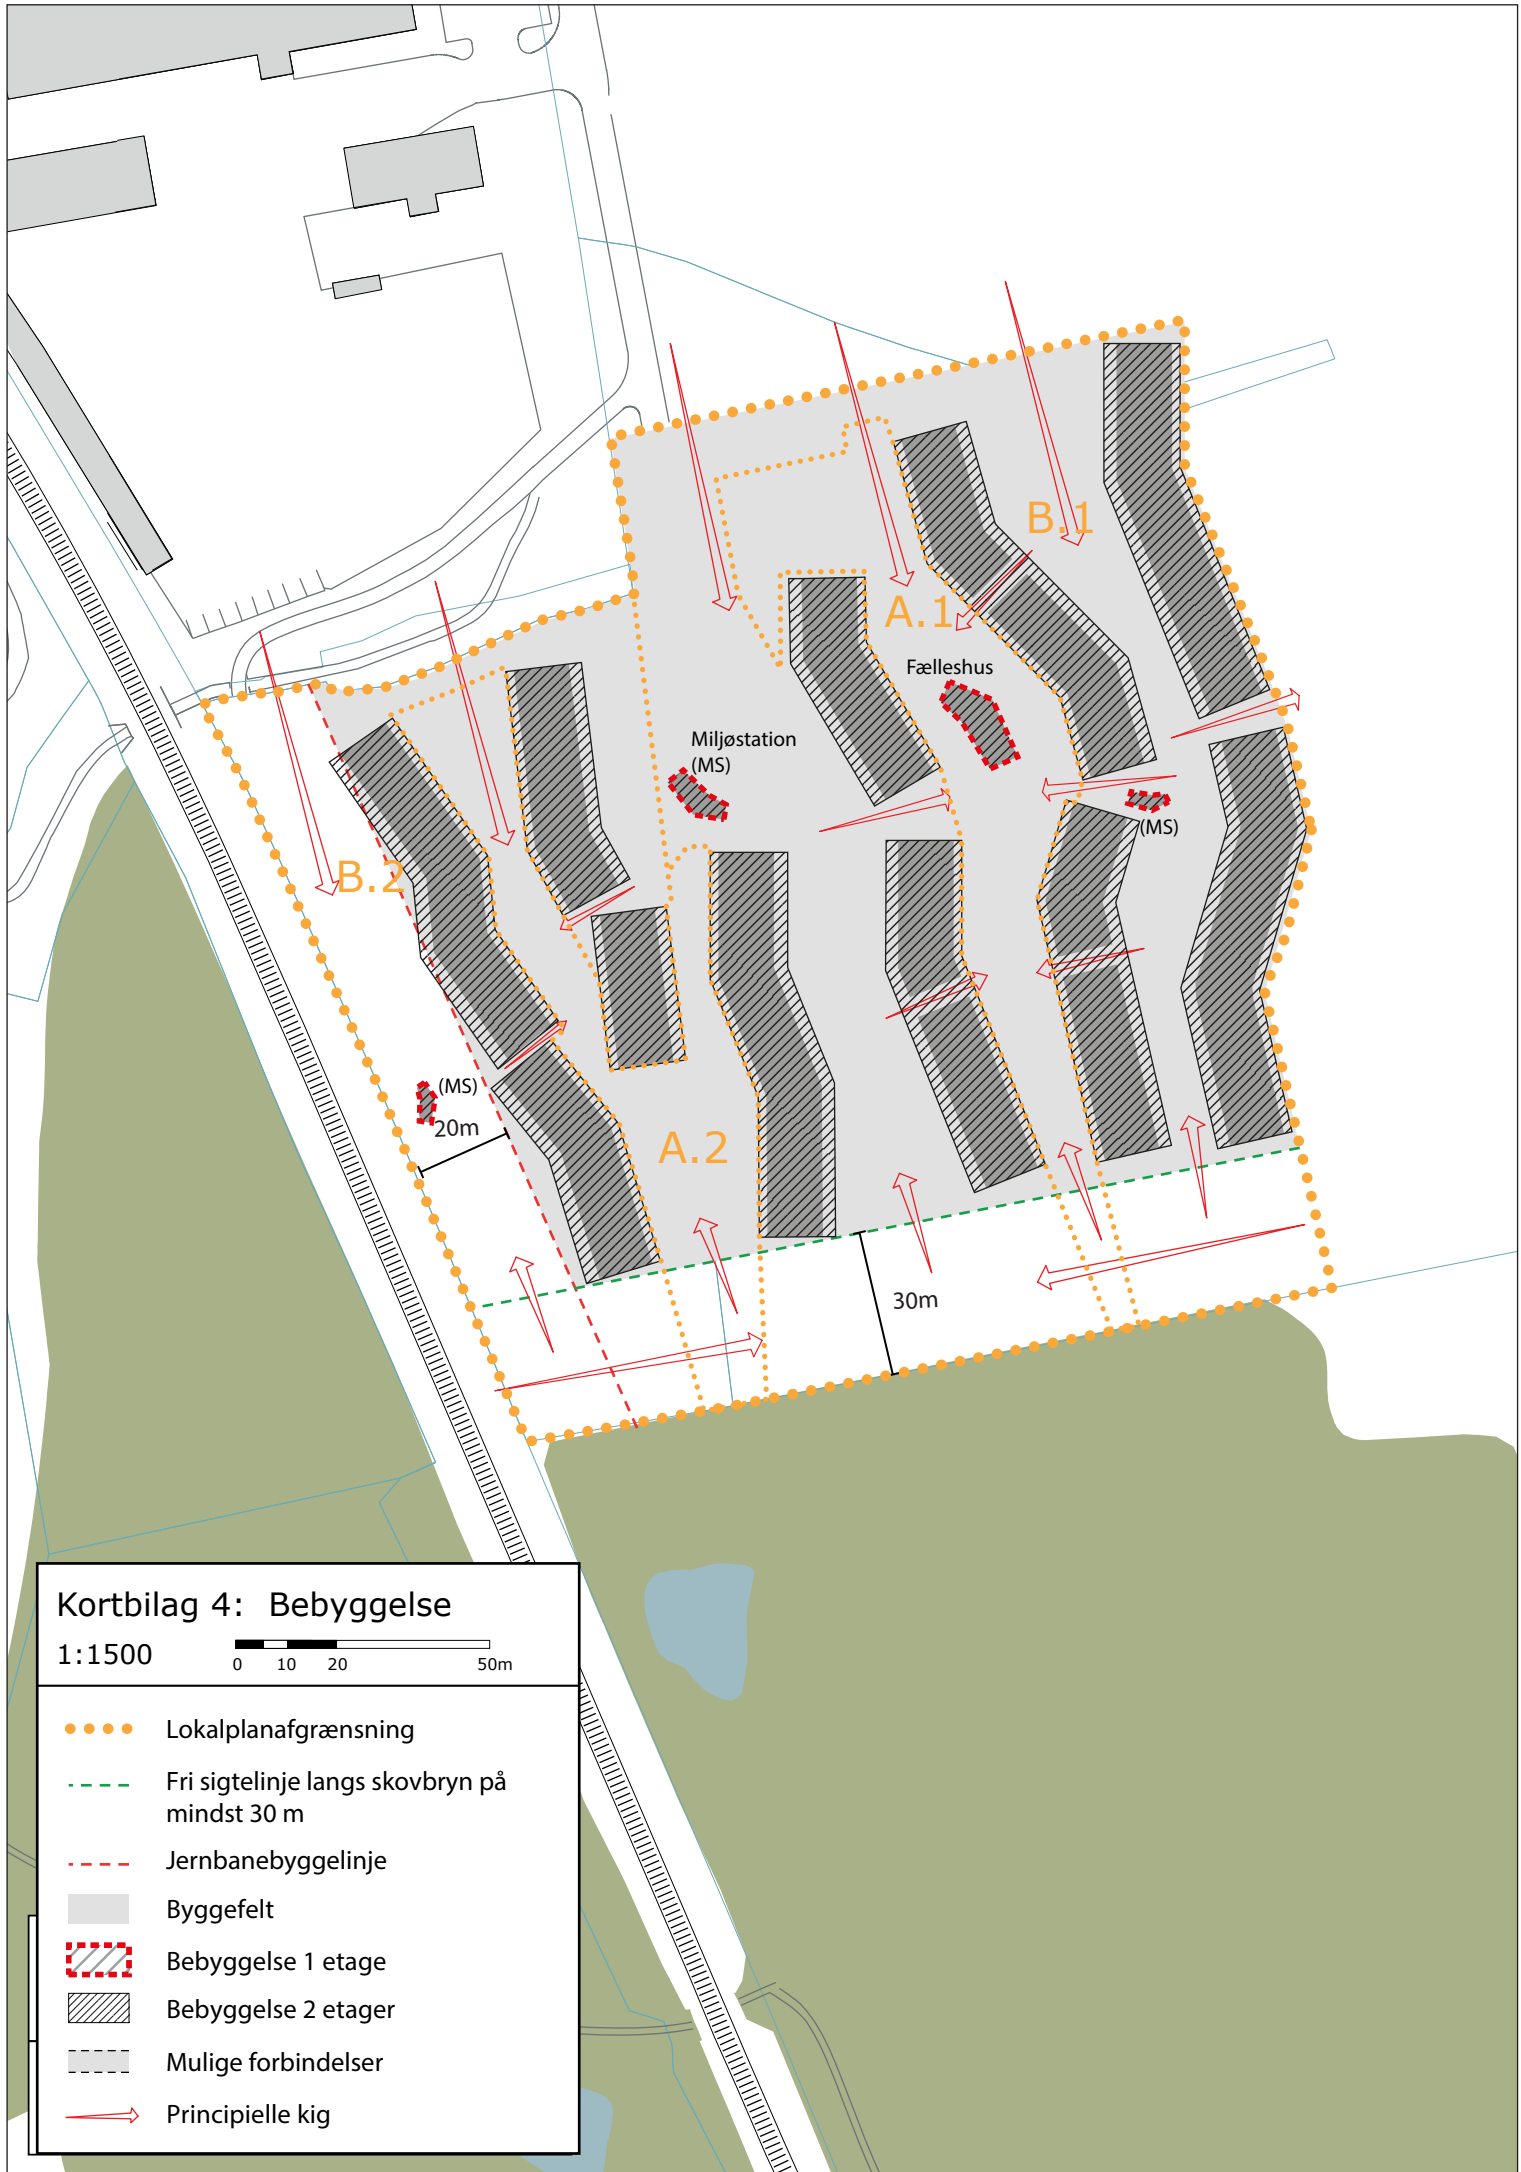 B.1
A.1
Fælleshus
Miljøstation
(MS)
(MS)
B.2
(MS)
20m
A.2
30m
Kortbilag 4: Bebyggelse
1:1500
0 10 20 50m
Lokalplanafgrænsning
Fri sigtelinje langs skovbryn på
mindst 30 m
Jernbanebyggelinje
Byggefelt
Bebyggelse 1 etage
Bebyggelse 2 etager
Mulige forbindelser
Principielle kig